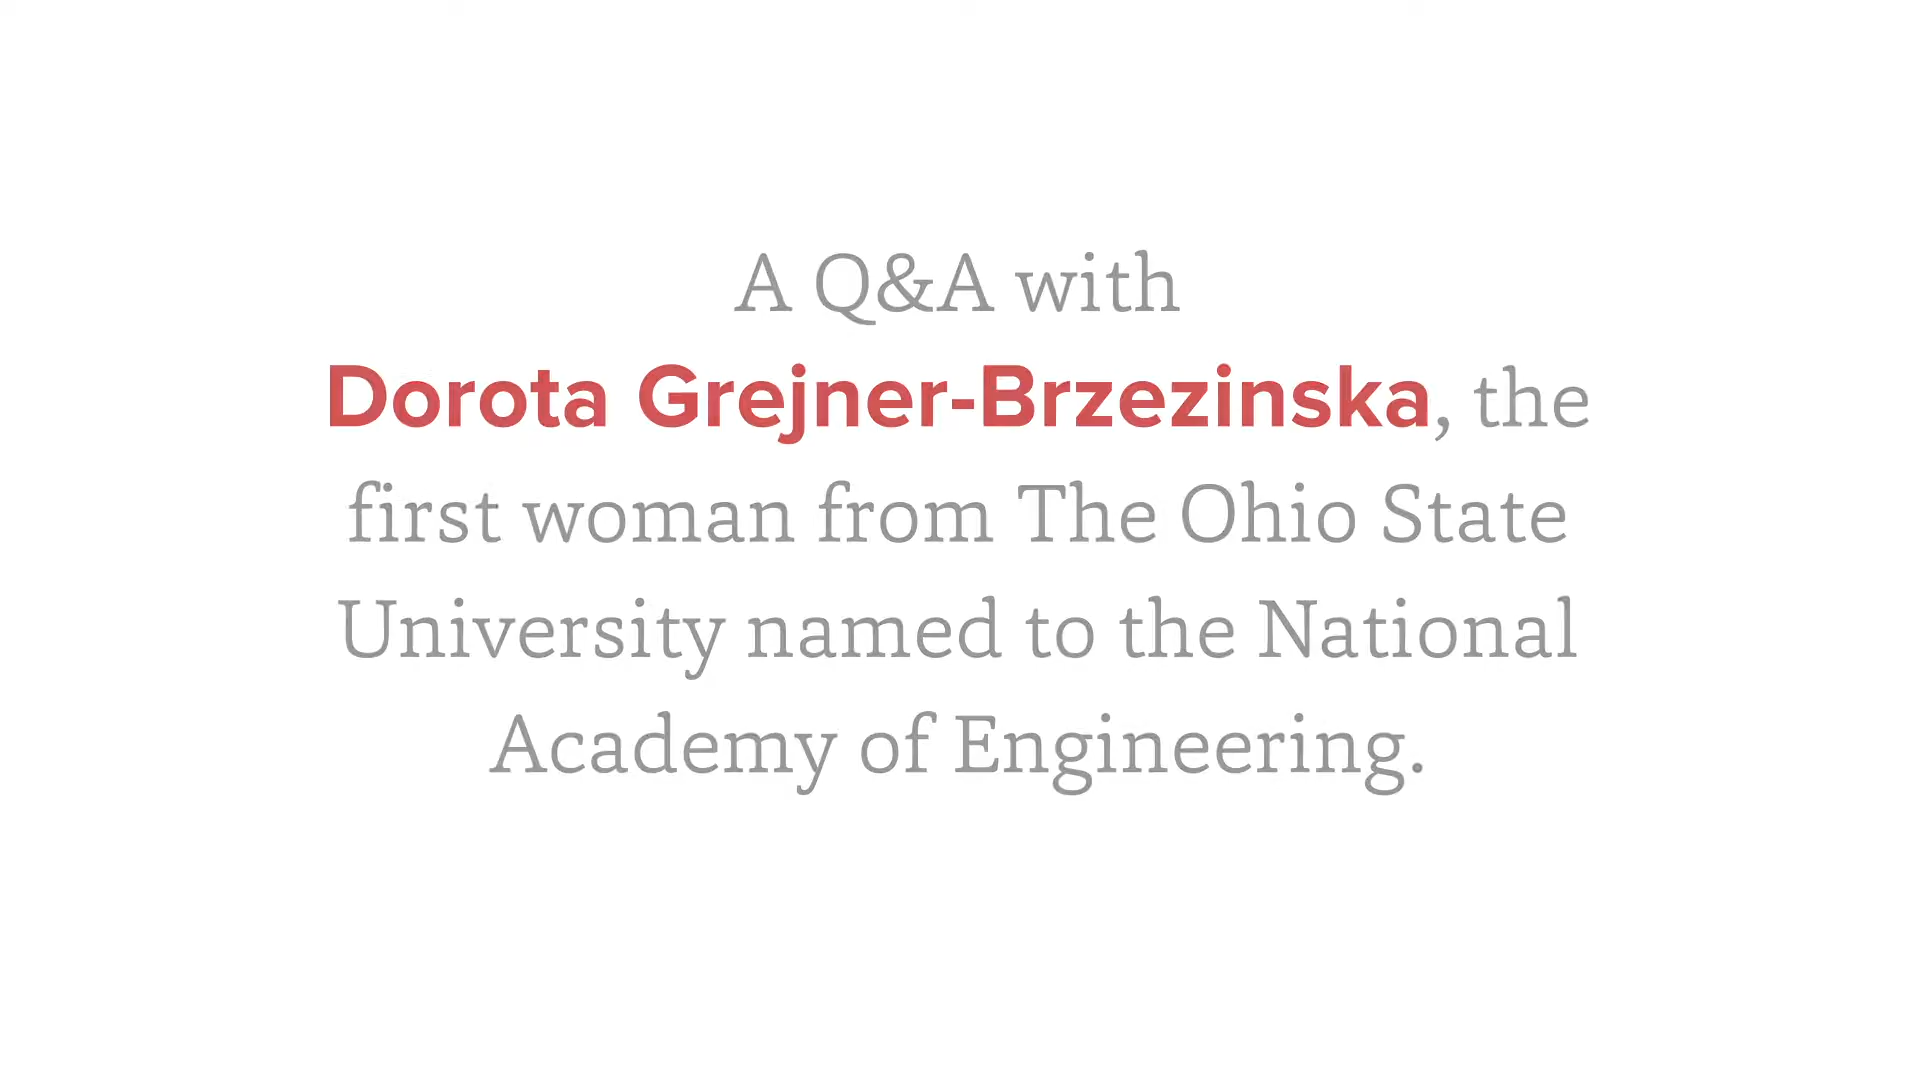 A Q&A with
Dorota Grejner-Brzezinska, the
first woman from The Ohio State
University named to the National
Academy of Engineering.